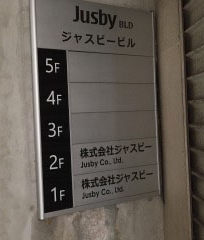 Jusby BLD
ジャスビービル
5F
4F
3F
2F 株式会社ジャスビー
Jusby Co., Ltd.
1F 株式会社ジャスビー
Jusby Co., Ltd.